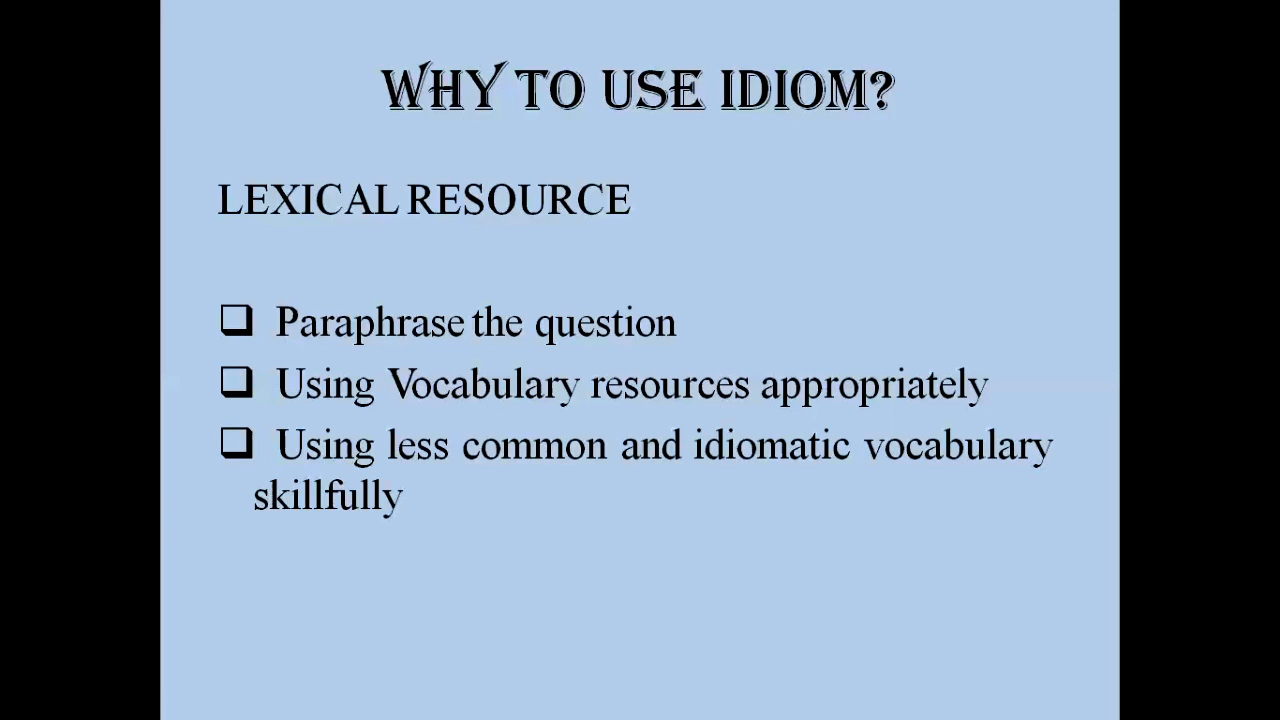 WHY TO USE IDIOM?
LEXICAL RESOURCE
Paraphrase the question
Using Vocabulary resources appropriately
Using less common and idiomatic vocabulary
skillfully